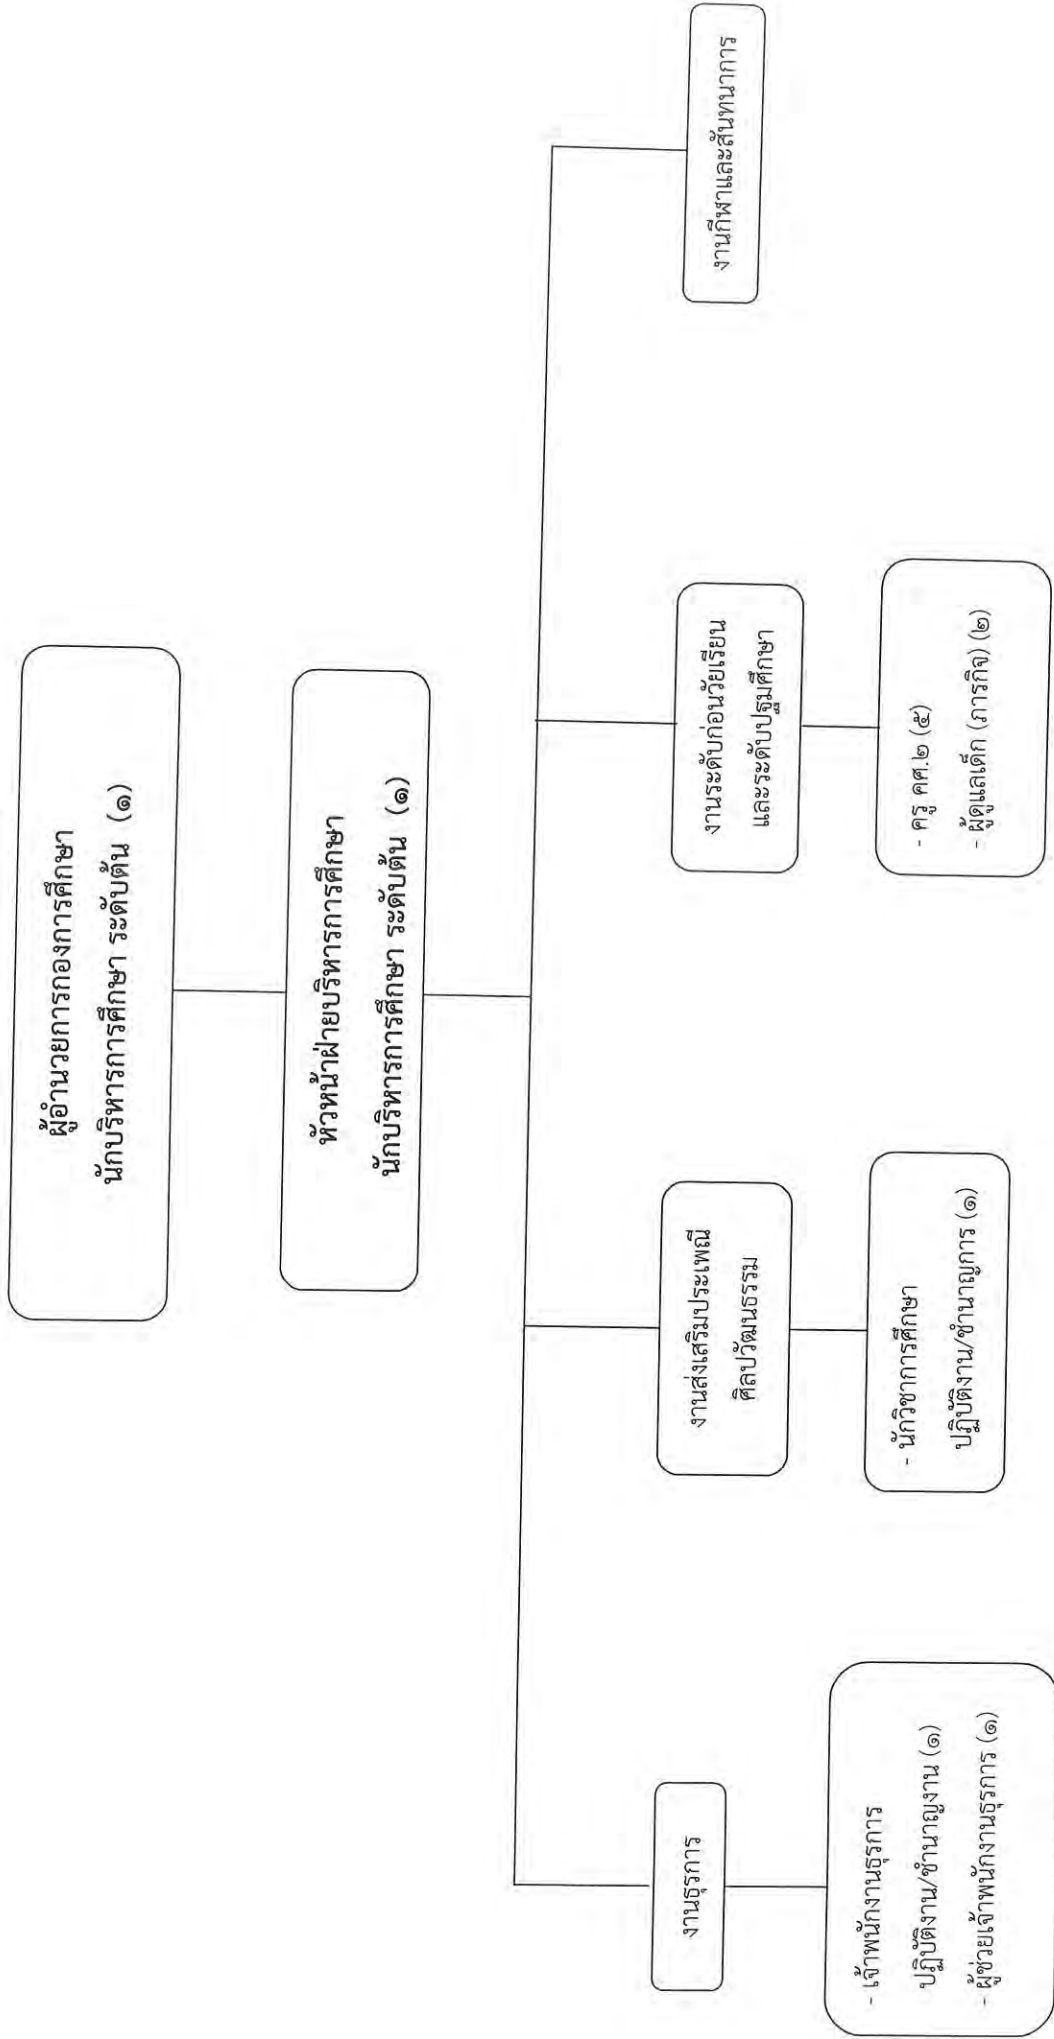 ผู้อำนวยการกองการศึกษา
นักบริหารการศึกษา ระดับต้น (๑)
หัวหน้าฝ่ายบริหารการศึกษา
นักบริหารการศึกษา ระดับต้น (๑)
งานธุรการ
- เจ้าพนักงานธุรการ
ปฏิบัติงาน/ชำนาญงาน (๑)
- ผู้ช่วยเจ้าพนักงานธุรการ (๑)
งานส่งเสริมประเพณี
ศิลปวัฒนธรรม
- นักวิชาการศึกษา
ปฏิบัติงาน/ชำนาญการ (๑)
งานระดับก่อนวัยเรียน
และระดับปฐมศึกษา
- ครู คศ.๒ (๕)
- ผู้ดูแลเด็ก (ภารกิจ) (๒)
งานกีฬาและสันทนาการ